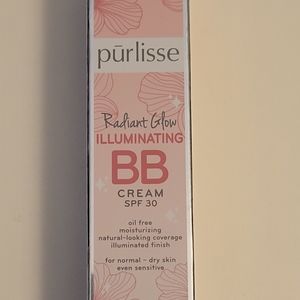 pūrlisse
Radiant Glow
ILLUMINATING
BB
CREAM
SPF 30
oil free
moisturizing
natural-looking coverage
illuminated finish
for normal - dry skin
even sensitive